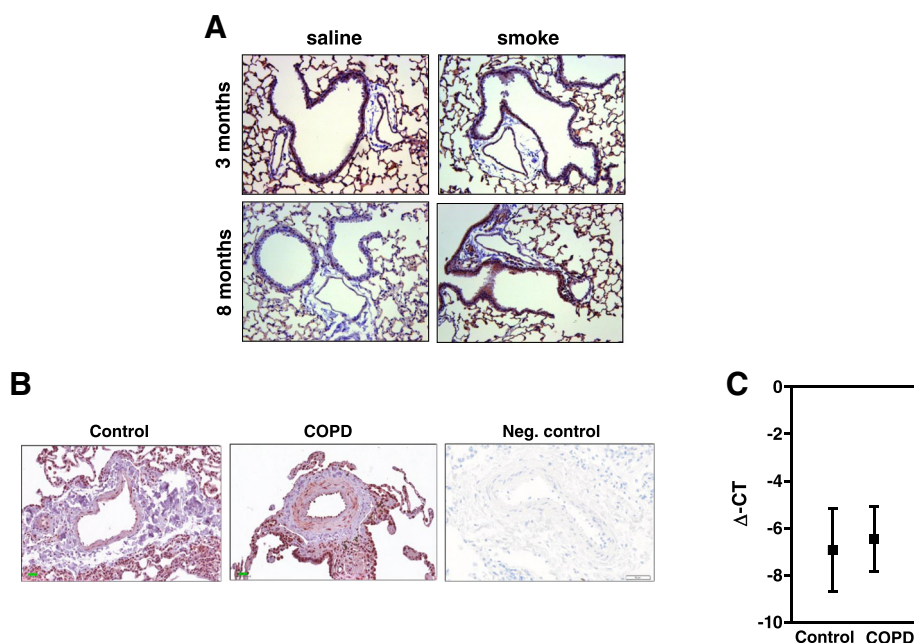 A
saline
smoke
3 months
8 months
B
Control
COPD
Neg. control
C
0
-2
-4
-6
-8
-10
Δ-CT
Control
COPD